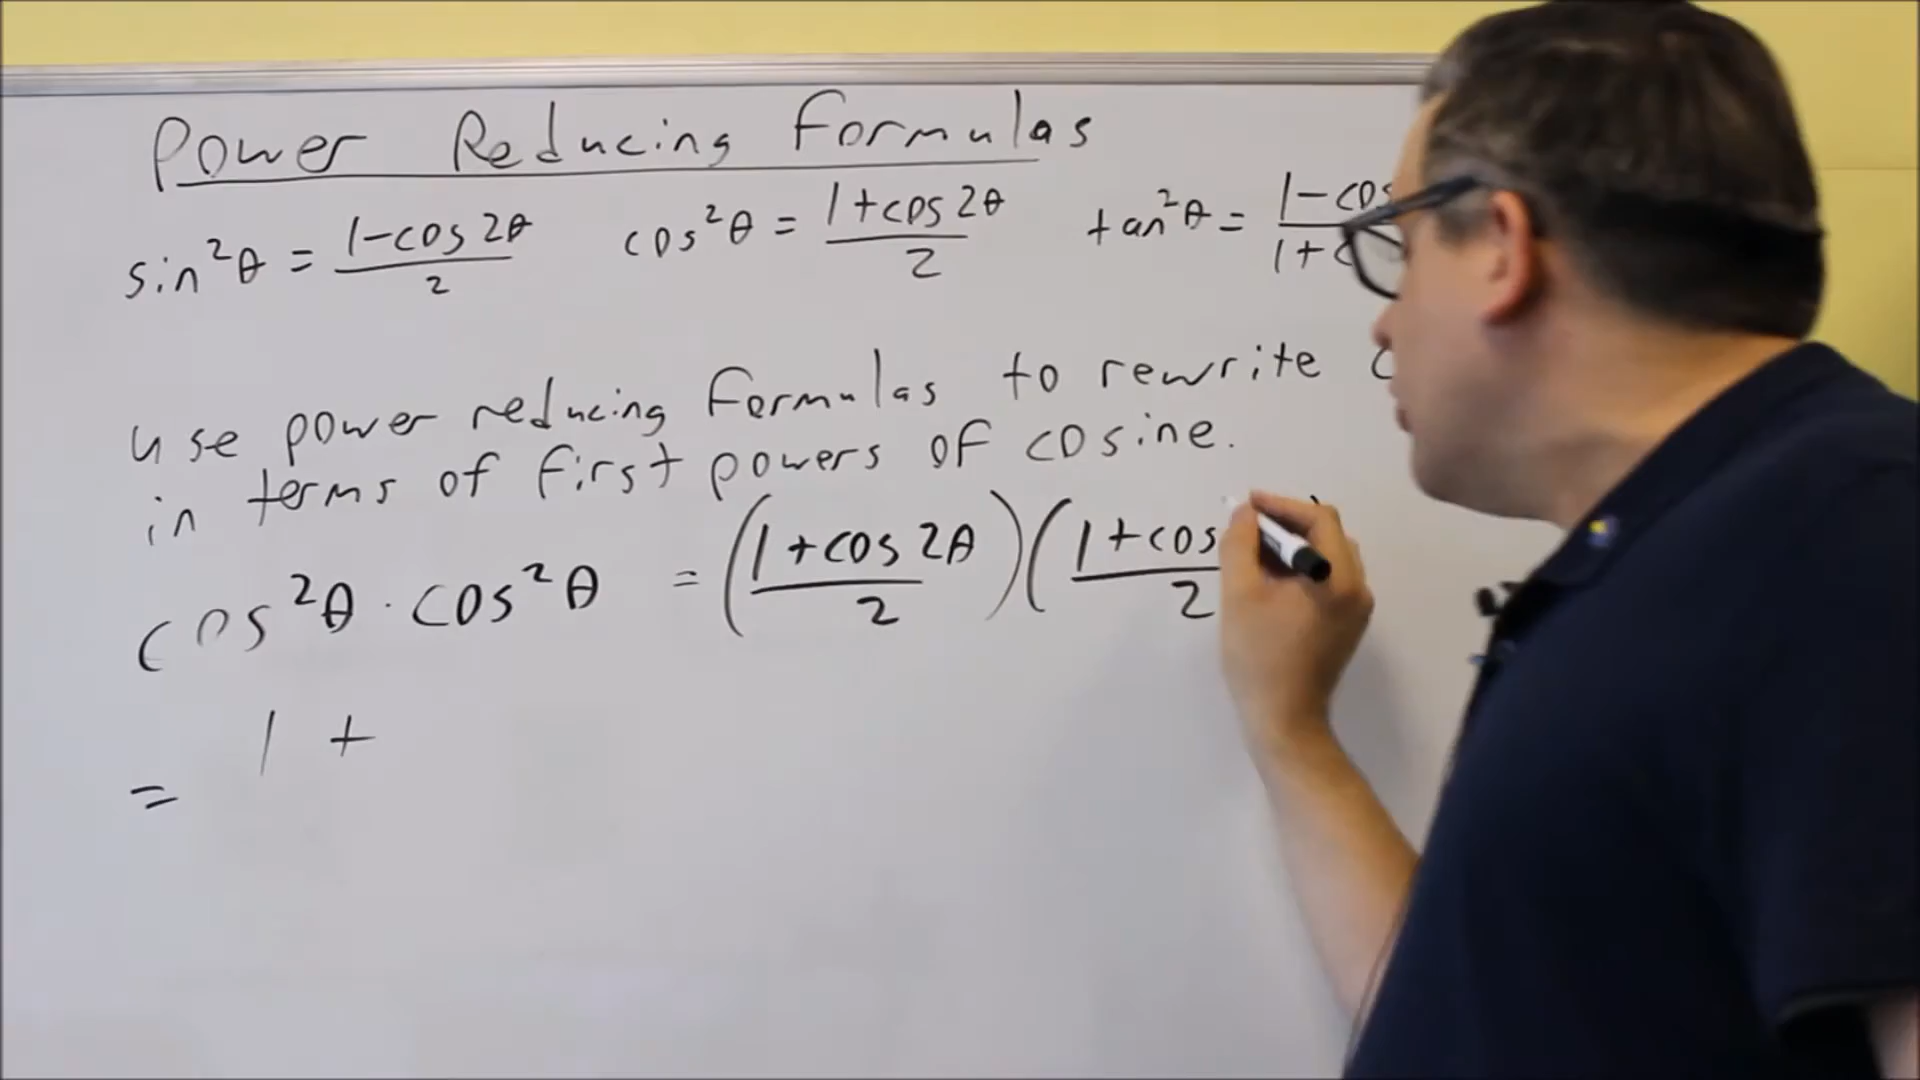 Power Reducing Formulas
sin²θ = (1-cos 2θ)/2   cos²θ = (1+cos 2θ)/2   tan²θ = (1-cos)/(1+c
use power reducing formulas to rewrite c
in terms of first powers of cosine.
cos²θ · cos²θ = ((1+cos 2θ)/2)((1+cos)/2
= 1 +